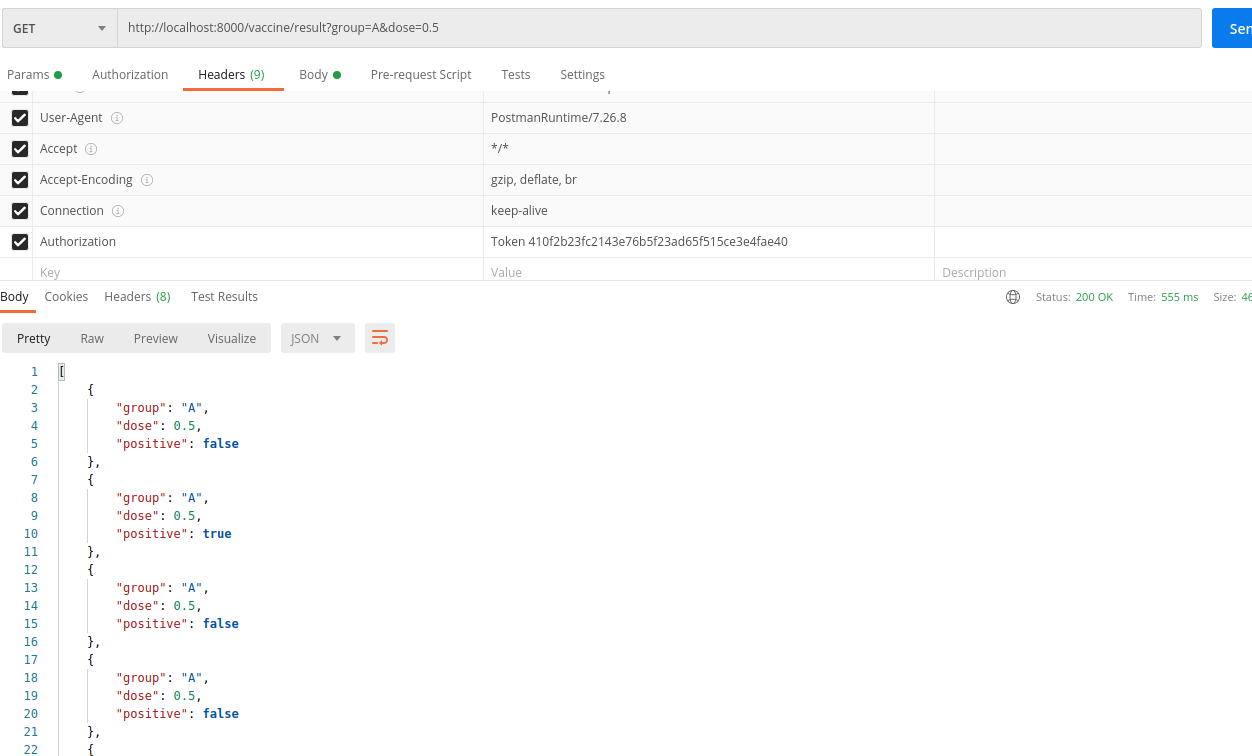 GET http://localhost:8000/vaccine/result?group=A&dose=0.5 Sen
Params Authorization Headers (9) Body Pre-request Script Tests Settings
User-Agent PostmanRuntime/7.26.8
Accept */*
Accept-Encoding gzip, deflate, br
Connection keep-alive
Authorization Token 410f2b23fc2143e76b5f23ad65f515ce3e4fae40
Key Value Description
Body Cookies Headers (8) Test Results Status: 200 OK Time: 555 ms Size: 46
Pretty Raw Preview Visualize JSON
1 [
2 {
3 "group": "A",
4 "dose": 0.5,
5 "positive": false
6 },
7 {
8 "group": "A",
9 "dose": 0.5,
10 "positive": true
11 },
12 {
13 "group": "A",
14 "dose": 0.5,
15 "positive": false
16 },
17 {
18 "group": "A",
19 "dose": 0.5,
20 "positive": false
21 },
22 {